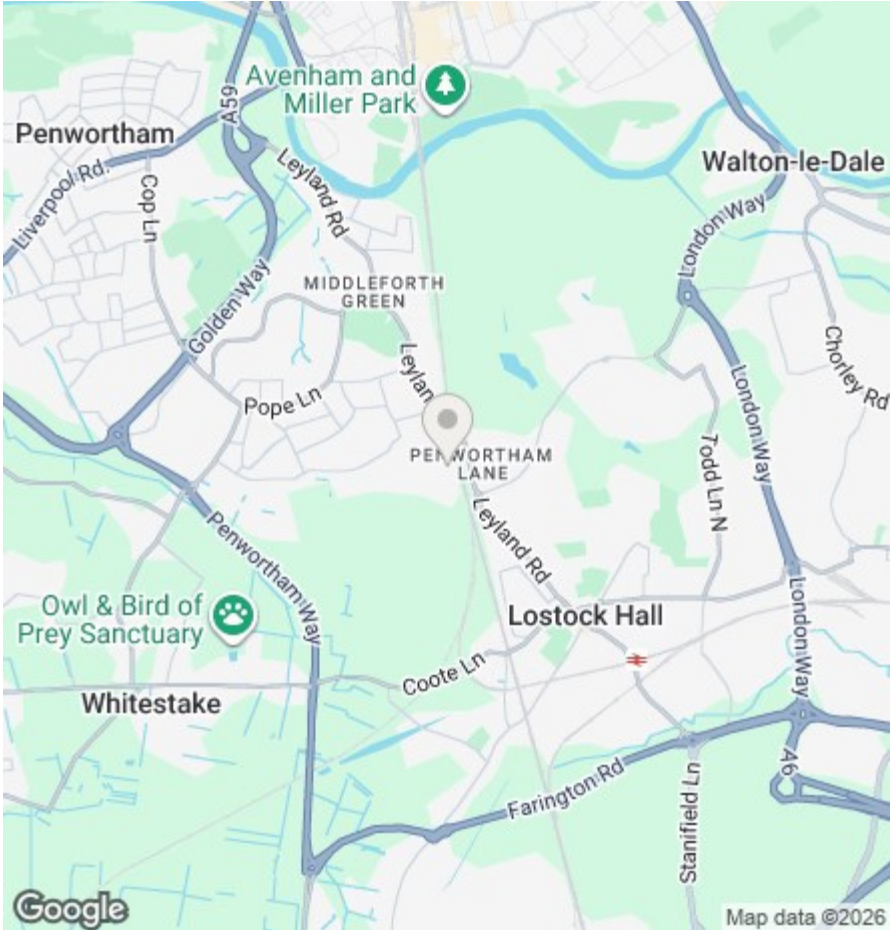 Avenham and
Miller Park
Penwortham
A59
Liverpool Rd.
Cop Ln
Leyland Rd
Walton-le-Dale
London Way
Golden Way
MIDDLEFORTH
GREEN
Leylan
Pope Ln
Chorley Rd
London Way
PENWORTHAM
LANE
Todd Ln N
Leyland Rd
Penwortham Way
Owl & Bird of
Prey Sanctuary
Lostock Hall
London Way
Coote Ln
Whitestake
A6
Farington Rd
Stanifield Ln
Google
Map data ©2026